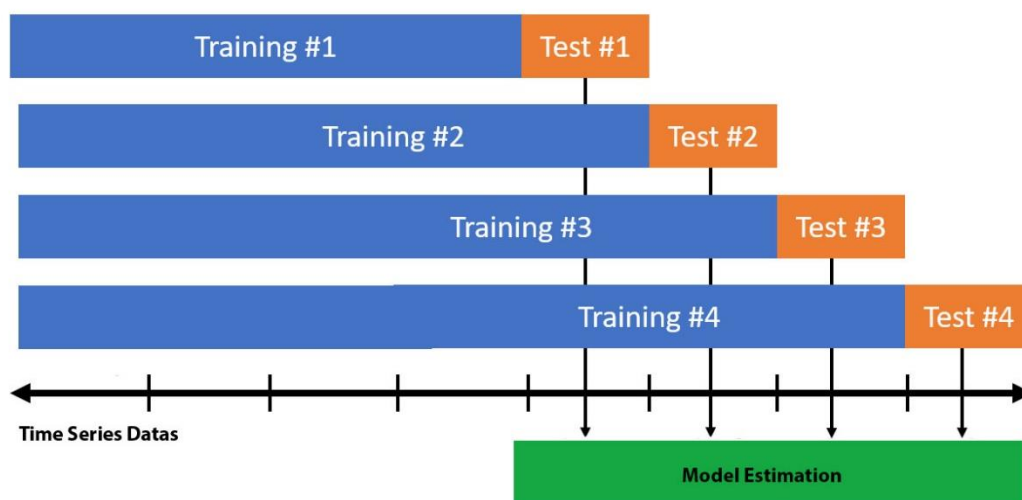 Training #1
Test #1
Training #2
Test #2
Training #3
Test #3
Training #4
Test #4
Time Series Datas
Model Estimation